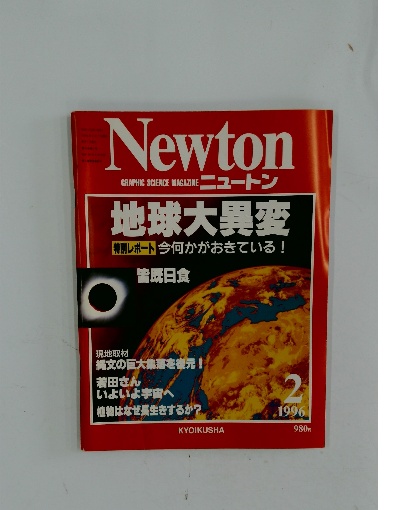 Newton
GRAPHIC SCIENCE MAGAZINE ニュートン
地球大異変
特別レポート 今何かがおきている!
皆既日食
現地取材
縄文の巨大集落を復元!
若田さん
いよいよ宇宙へ
植物はなぜ長生きするか?
2
1996
KYOIKUSHA
980円